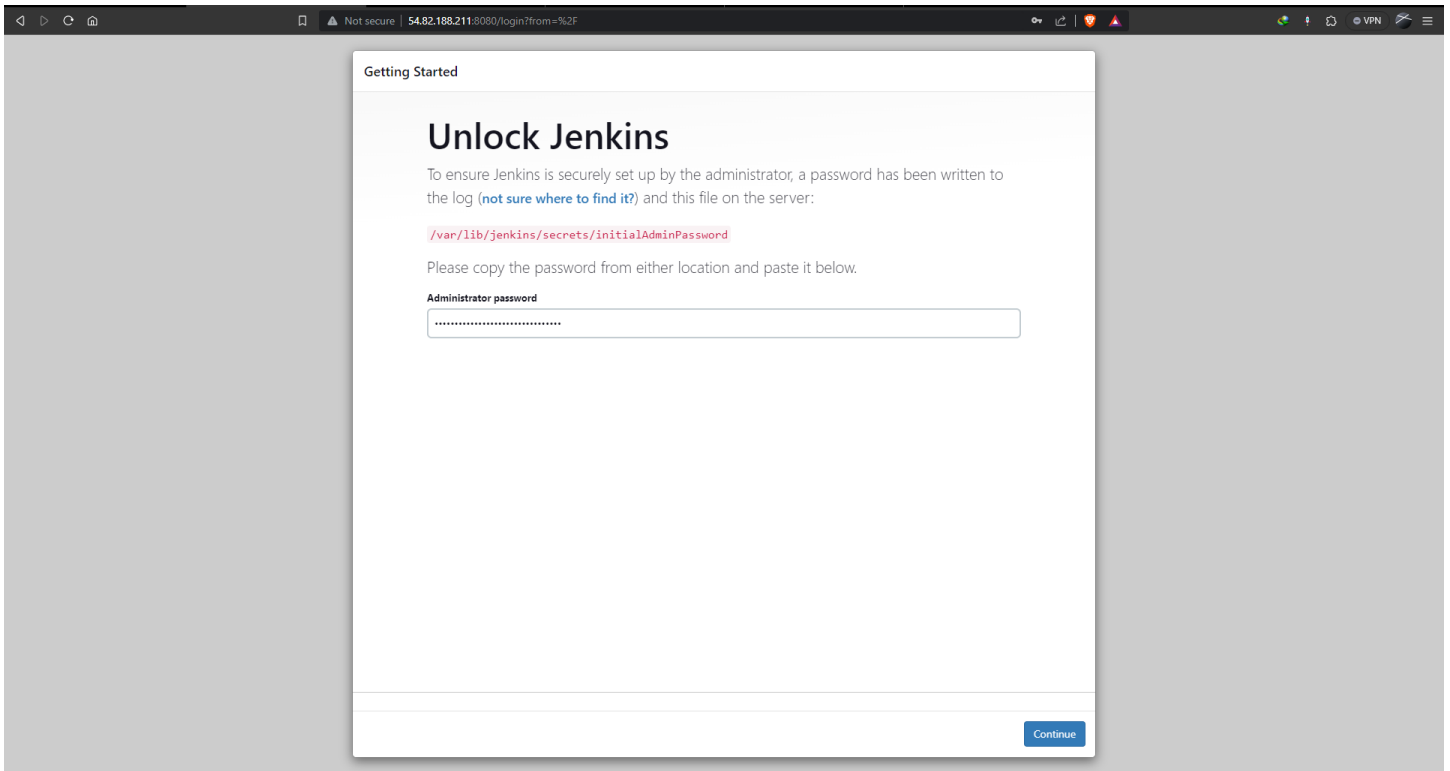 Not secure 54.82.188.211:8080/login?from=%2F
VPN
Getting Started
Unlock Jenkins
To ensure Jenkins is securely set up by the administrator, a password has been written to
the log (not sure where to find it?) and this file on the server:
/var/lib/jenkins/secrets/initialAdminPassword
Please copy the password from either location and paste it below.
Administrator password
••••••••••••••••••••••••••••••••
Continue